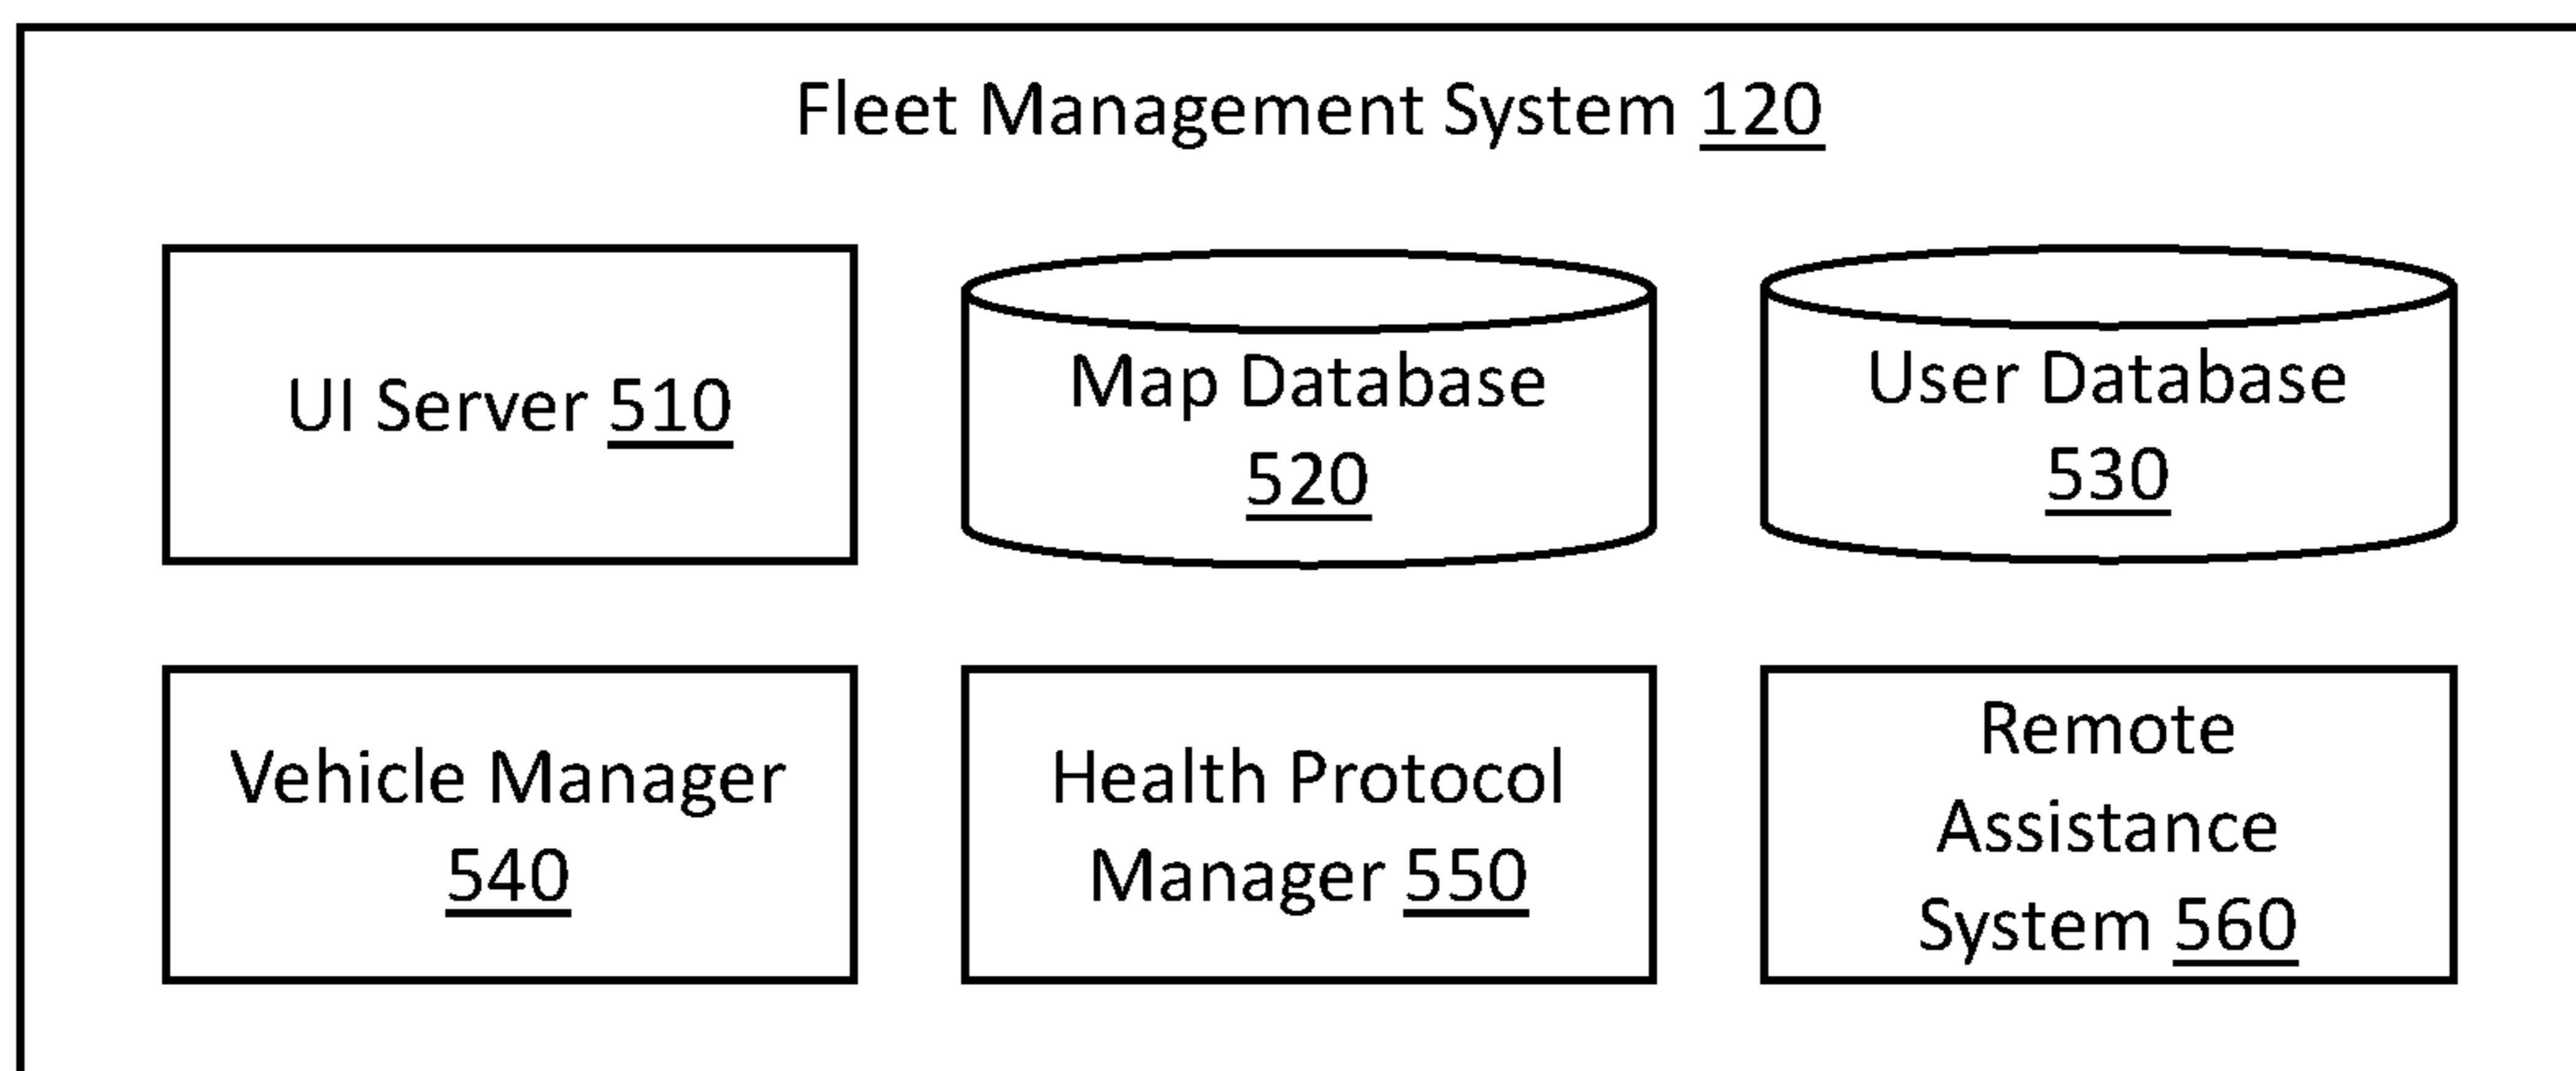 Fleet Management System 120
UI Server 510
Map Database
520
User Database
530
Vehicle Manager
540
Health Protocol
Manager 550
Remote
Assistance
System 560